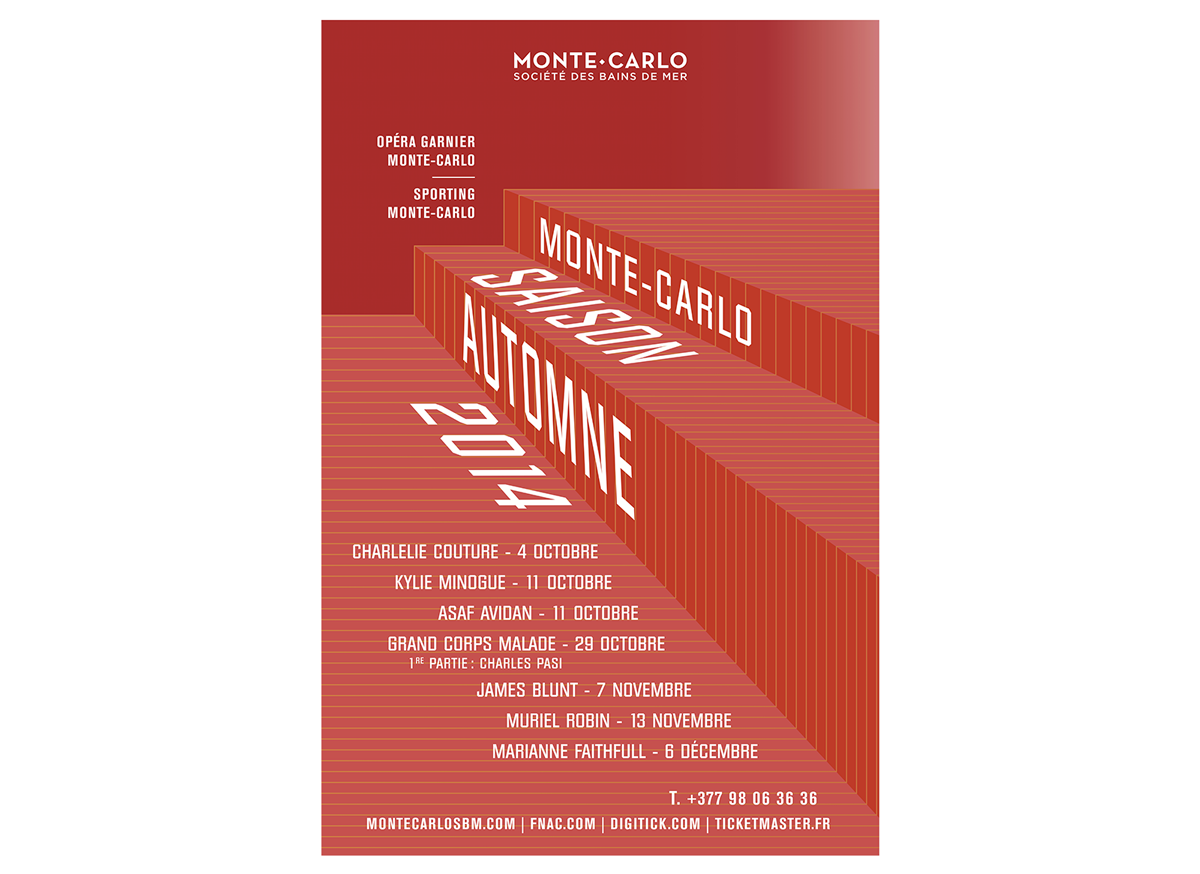 MONTE·CARLO
SOCIÉTÉ DES BAINS DE MER
OPÉRA GARNIER
MONTE-CARLO
SPORTING
MONTE-CARLO
MONTE-CARLO
SAISON
AUTOMNE
2014
CHARLELIE COUTURE - 4 OCTOBRE
KYLIE MINOGUE - 11 OCTOBRE
ASAF AVIDAN - 11 OCTOBRE
GRAND CORPS MALADE - 29 OCTOBRE
1RE PARTIE : CHARLES PASI
JAMES BLUNT - 7 NOVEMBRE
MURIEL ROBIN - 13 NOVEMBRE
MARIANNE FAITHFULL - 6 DÉCEMBRE
T. +377 98 06 36 36
MONTECARLOSBM.COM | FNAC.COM | DIGITICK.COM | TICKETMASTER.FR